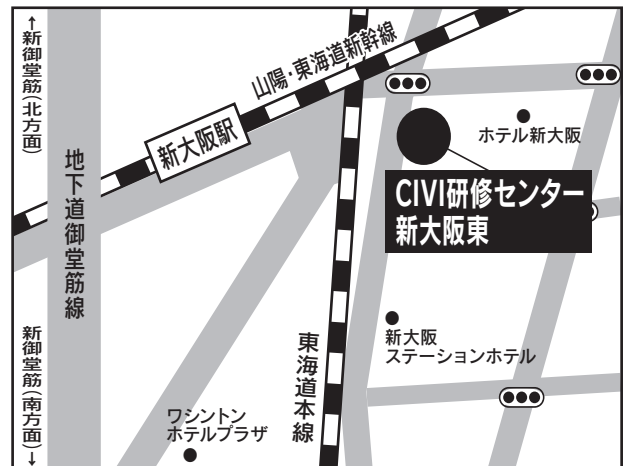 ↑新御堂筋(北方面)
山陽・東海道新幹線
新大阪駅
ホテル新大阪
地下道御堂筋線
CIVI研修センター
新大阪東
新大阪
ステーションホテル
東海道本線
新御堂筋(南方面)↓
ワシントン
ホテルプラザ